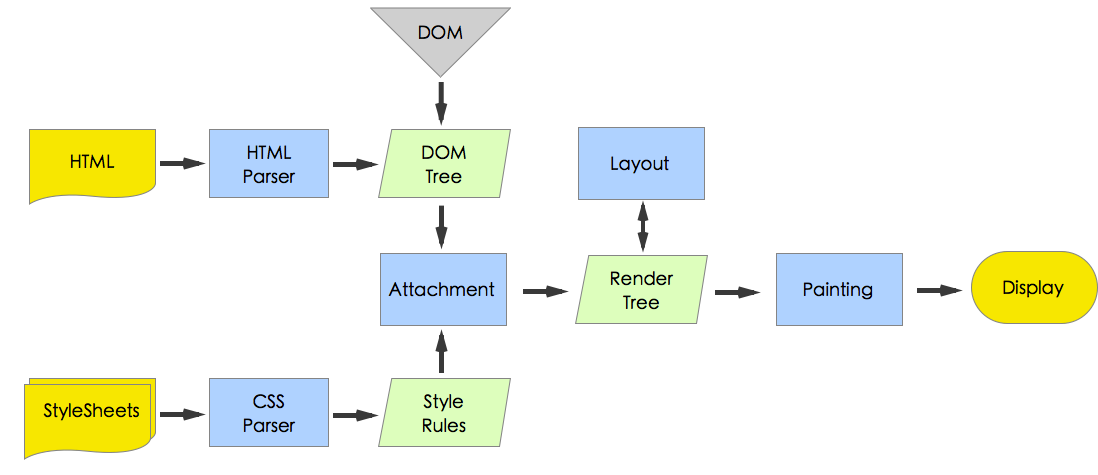 DOM
HTML
HTML
Parser
DOM
Tree
Layout
Attachment
Render
Tree
Painting
Display
StyleSheets
CSS
Parser
Style
Rules